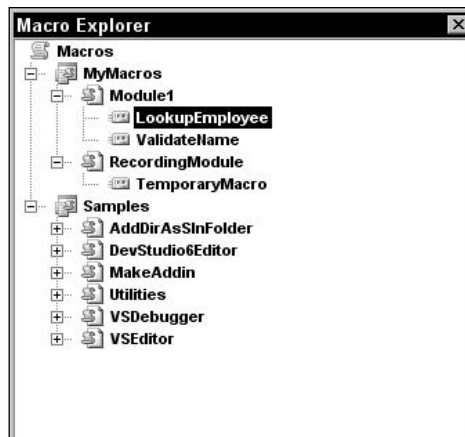 Macro Explorer
Macros
MyMacros
Module1
LookupEmployee
ValidateName
RecordingModule
TemporaryMacro
Samples
AddDirAsSlnFolder
DevStudio6Editor
MakeAddin
Utilities
VSDebugger
VSEditor